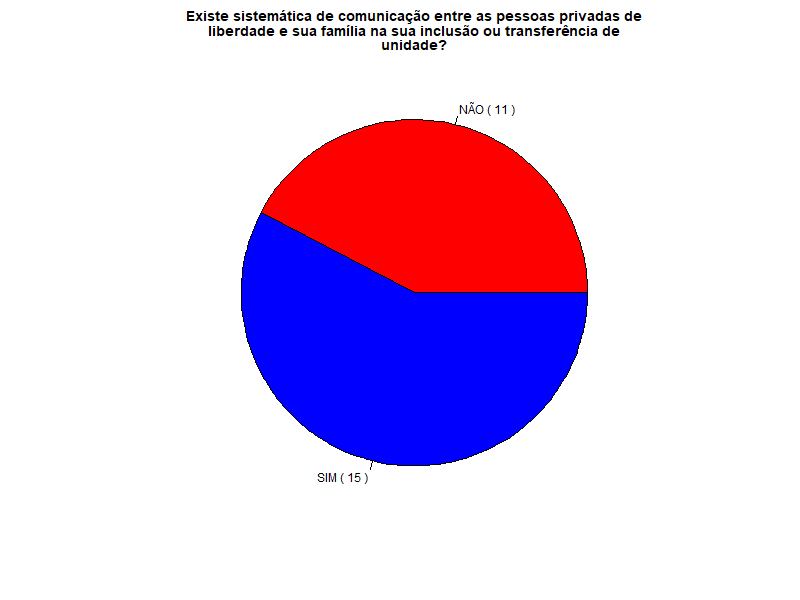 Existe sistemática de comunicação entre as pessoas privadas de
liberdade e sua família na sua inclusão ou transferência de
unidade?
NÃO ( 11 )
SIM ( 15 )